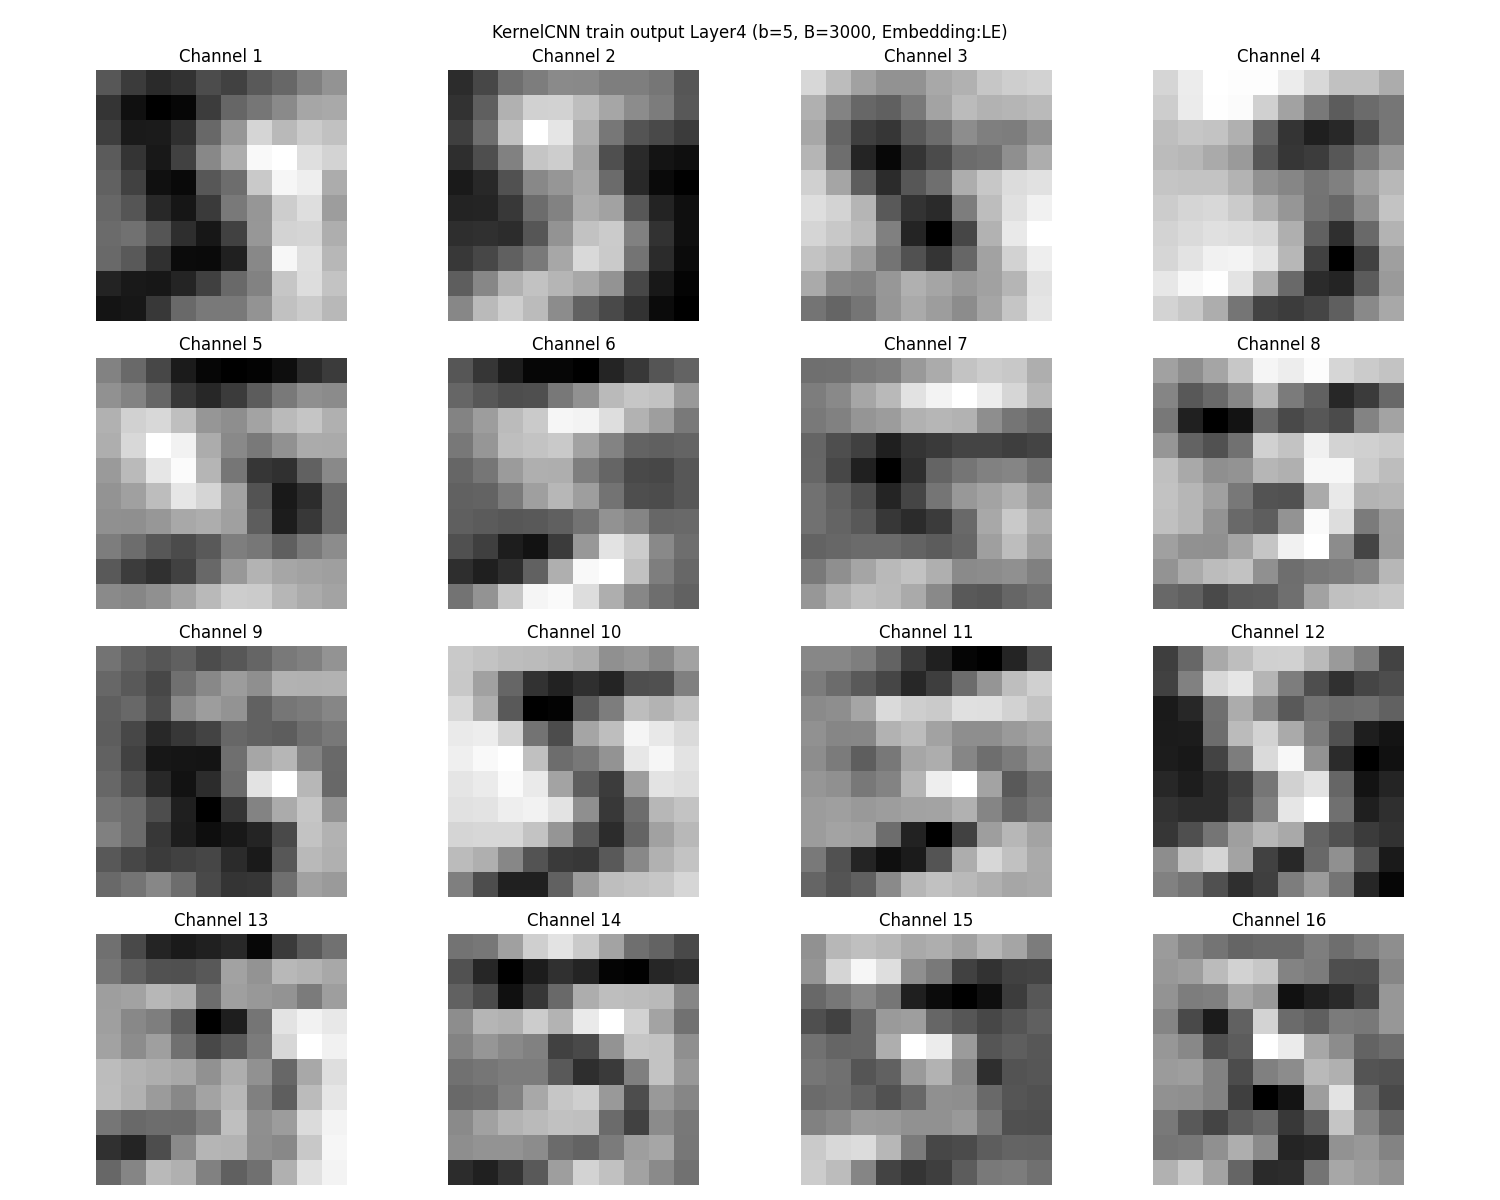 KernelCNN train output Layer4 (b=5, B=3000, Embedding:LE)
Channel 1 Channel 2 Channel 3 Channel 4
Channel 5 Channel 6 Channel 7 Channel 8
Channel 9 Channel 10 Channel 11 Channel 12
Channel 13 Channel 14 Channel 15 Channel 16